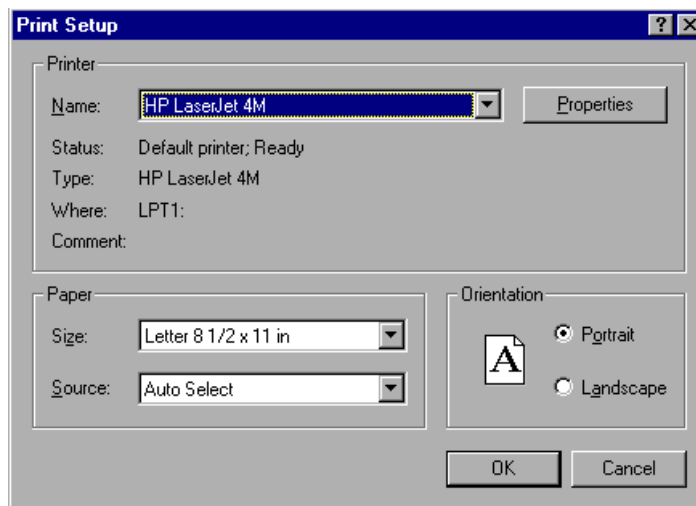 Print Setup
Printer
Name: HP LaserJet 4M Properties
Status: Default printer; Ready
Type: HP LaserJet 4M
Where: LPT1:
Comment:
Paper
Size: Letter 8 1/2 x 11 in
Source: Auto Select
Orientation
A
Portrait
Landscape
OK Cancel